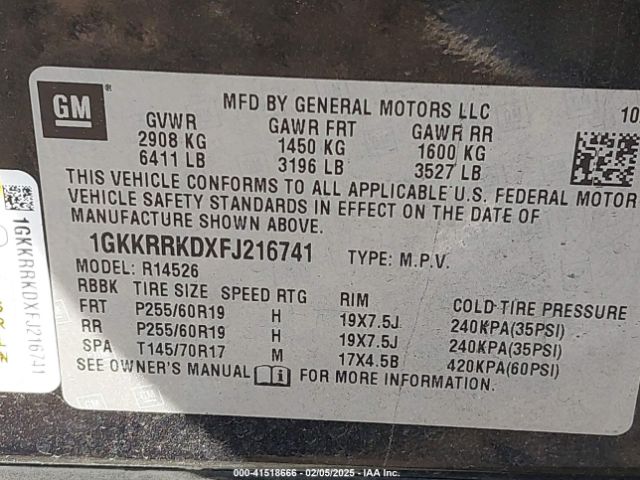 GM
MFD BY GENERAL MOTORS LLC
10
GVWR GAWR FRT GAWR RR
2908 KG 1450 KG 1600 KG
6411 LB 3196 LB 3527 LB
THIS VEHICLE CONFORMS TO ALL APPLICABLE U.S. FEDERAL MOTOR
VEHICLE SAFETY STANDARDS IN EFFECT ON THE DATE OF
MANUFACTURE SHOWN ABOVE.
1GKKRRKDXFJ216741 TYPE: M.P.V.
MODEL: R14526
RBBK TIRE SIZE SPEED RTG RIM COLD TIRE PRESSURE
FRT P255/60R19 H 19X7.5J 240KPA(35PSI)
RR P255/60R19 H 19X7.5J 240KPA(35PSI)
SPA T145/70R17 M 17X4.5B 420KPA(60PSI)
SEE OWNER'S MANUAL FOR MORE INFORMATION.
1GKKRRKDXFJ216741
© 00-41518666 - 02/05/2025 - IAA Inc.